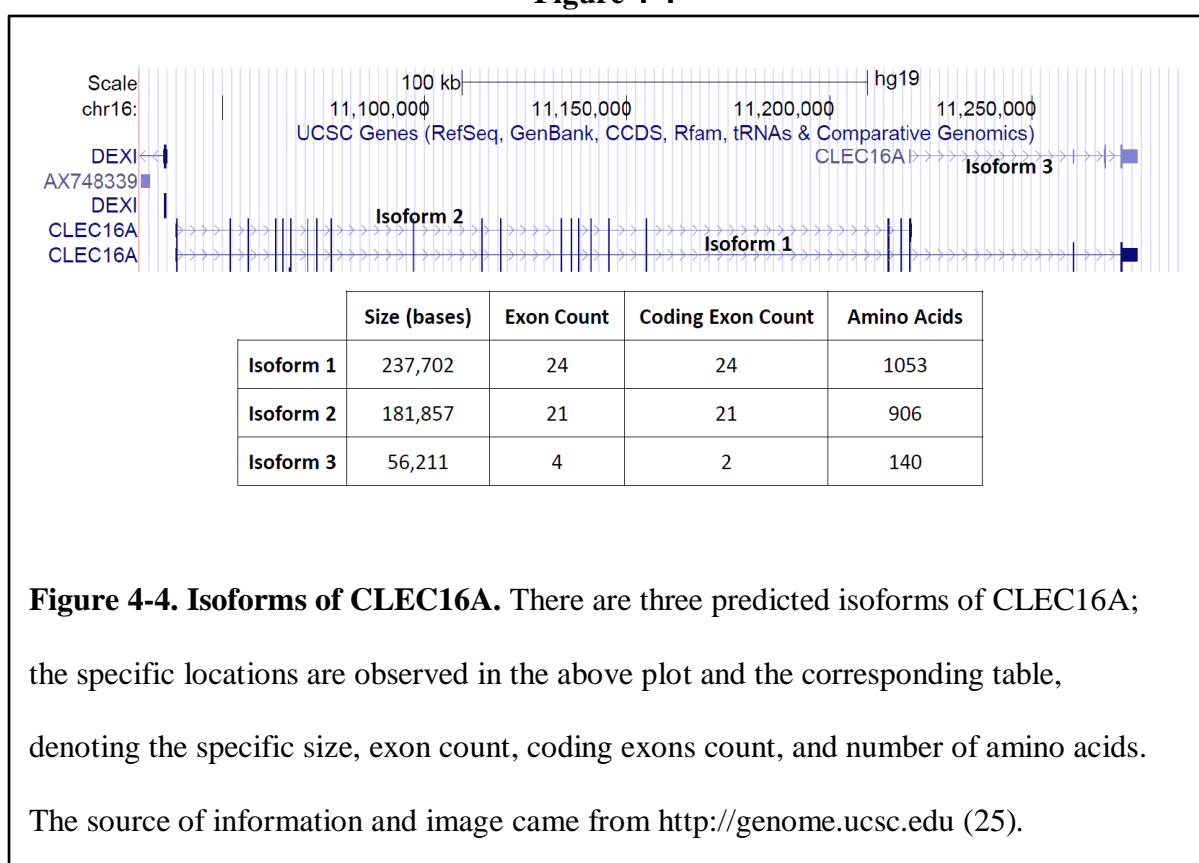 Scale 100 kb hg19
chr16: 11,100,000 11,150,000 11,200,000 11,250,000
UCSC Genes (RefSeq, GenBank, CCDS, Rfam, tRNAs & Comparative Genomics)
DEXI CLEC16A Isoform 3
AX748339
DEXI
CLEC16A Isoform 2
CLEC16A Isoform 1
Size (bases) Exon Count Coding Exon Count Amino Acids
Isoform 1 237,702 24 24 1053
Isoform 2 181,857 21 21 906
Isoform 3 56,211 4 2 140
Figure 4-4. Isoforms of CLEC16A. There are three predicted isoforms of CLEC16A;
the specific locations are observed in the above plot and the corresponding table,
denoting the specific size, exon count, coding exons count, and number of amino acids.
The source of information and image came from http://genome.ucsc.edu (25).